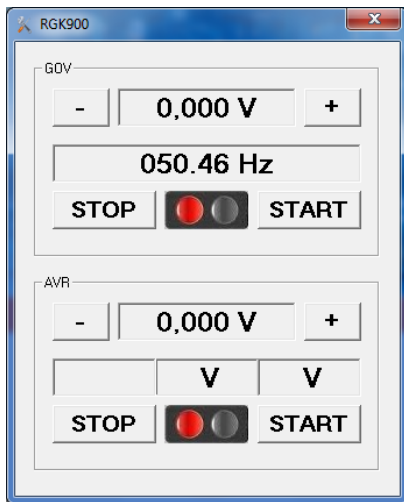 RGK900
GOV
- 0,000 V +
050.46 Hz
STOP START
AVR
- 0,000 V +
V V
STOP START